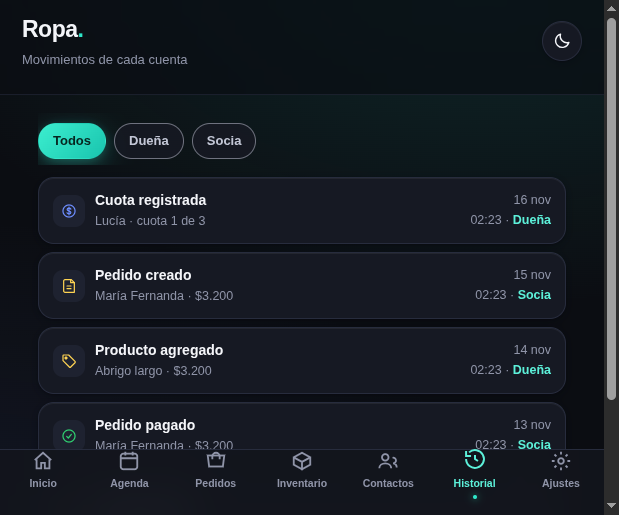 Ropa.
Movimientos de cada cuenta
Todos
Dueña
Socia
Cuota registrada
16 nov
Lucía · cuota 1 de 3
02:23 · Dueña
Pedido creado
15 nov
María Fernanda · $3.200
02:23 · Socia
Producto agregado
14 nov
Abrigo largo · $3.200
02:23 · Dueña
Pedido pagado
13 nov
María Fernanda · $3.200
02:23 · Socia
Inicio
Agenda
Pedidos
Inventario
Contactos
Historial
Ajustes